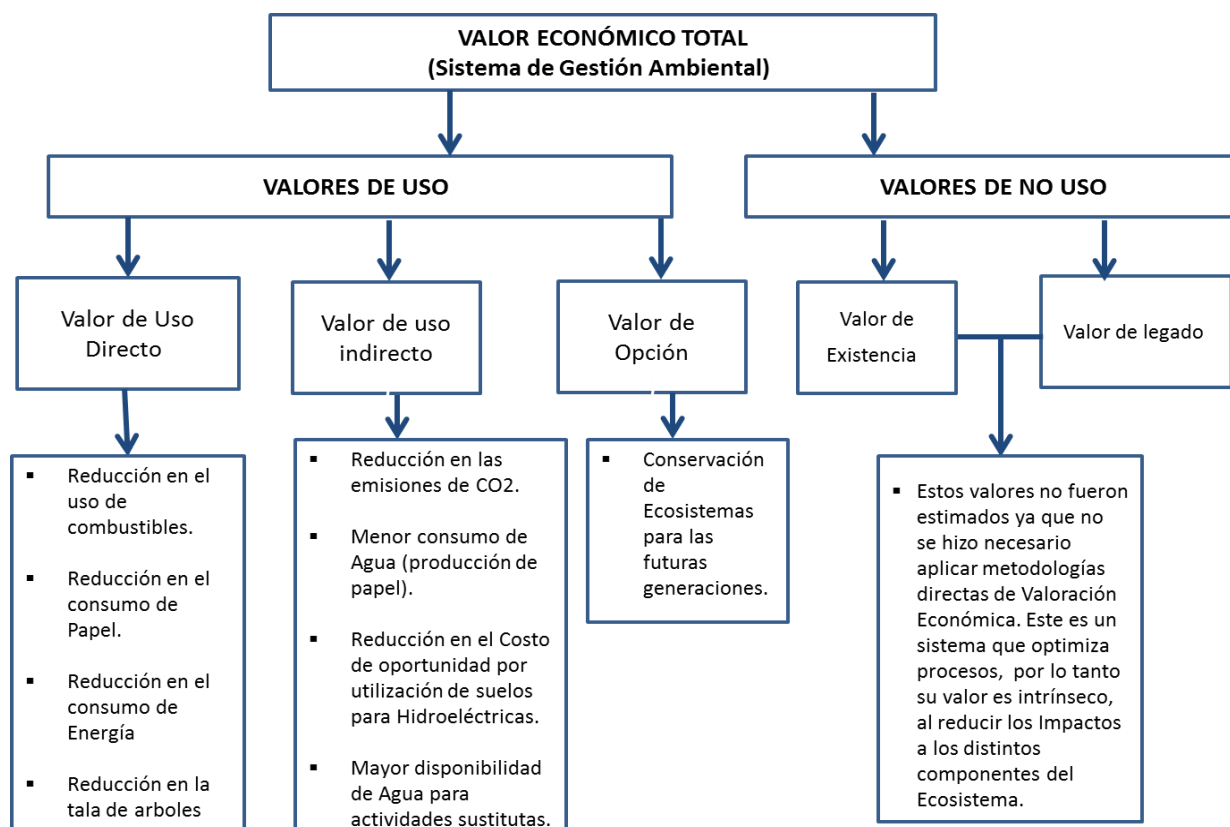 VALOR ECONÓMICO TOTAL
(Sistema de Gestión Ambiental)
VALORES DE USO
VALORES DE NO USO
Valor de Uso
Directo
Valor de uso
indirecto
Valor de
Opción
Valor de
Existencia
Valor de legado
▪ Reducción en el
uso de
combustibles.
▪ Reducción en el
consumo de
Papel.
▪ Reducción en el
consumo de
Energía
▪ Reducción en la
tala de arboles
▪ Reducción en las
emisiones de CO2.
▪ Menor consumo de
Agua (producción de
papel).
▪ Reducción en el Costo
de oportunidad por
utilización de suelos
para Hidroeléctricas.
▪ Mayor disponibilidad
de Agua para
actividades sustitutas.
▪ Conservación
de
Ecosistemas
para las
futuras
generaciones.
▪ Estos valores no fueron
estimados ya que no
se hizo necesario
aplicar metodologías
directas de Valoración
Económica. Este es un
sistema que optimiza
procesos, por lo tanto
su valor es intrínseco,
al reducir los Impactos
a los distintos
componentes del
Ecosistema.